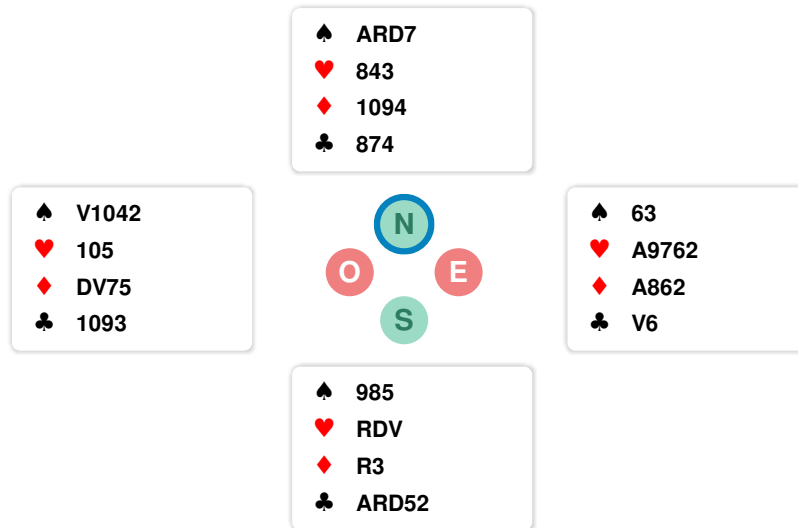 ♠ ARD7
♥ 843
♦ 1094
♣ 874
♠ V1042
♥ 105
♦ DV75
♣ 1093
N
O
E
S
♠ 63
♥ A9762
♦ A862
♣ V6
♠ 985
♥ RDV
♦ R3
♣ ARD52